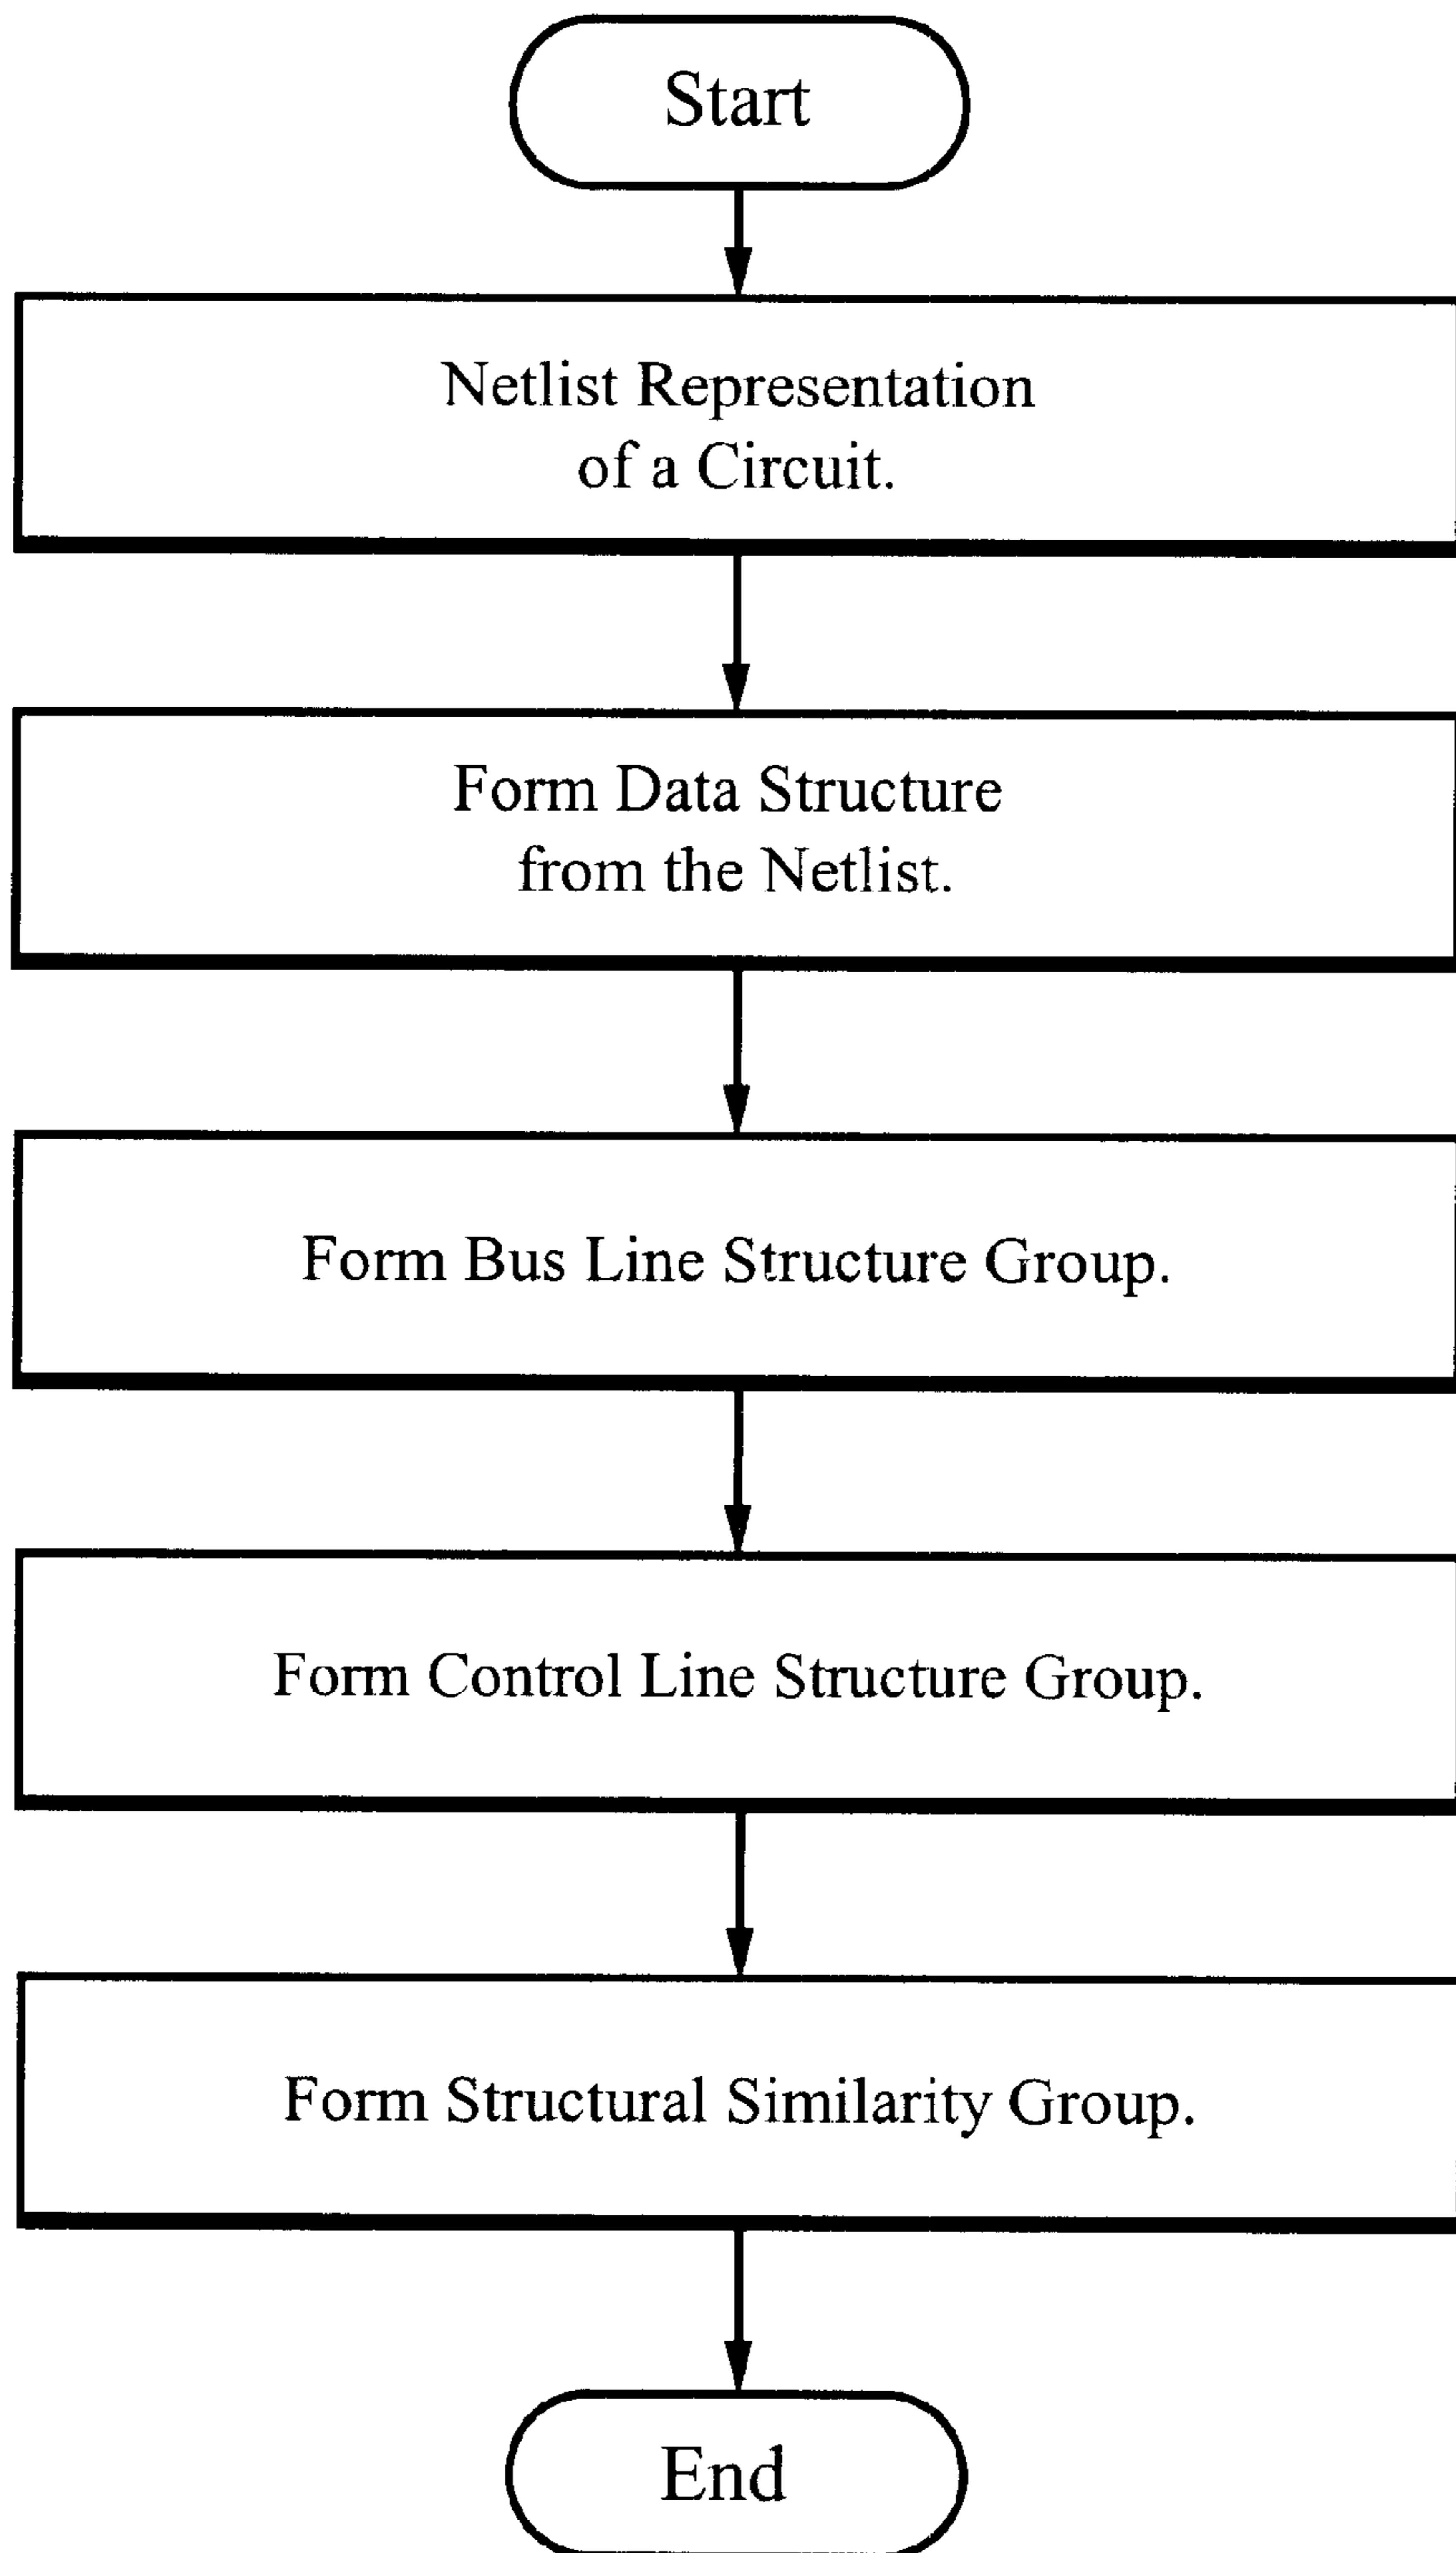 Start
Netlist Representation
of a Circuit.
Form Data Structure
from the Netlist.
Form Bus Line Structure Group.
Form Control Line Structure Group.
Form Structural Similarity Group.
End